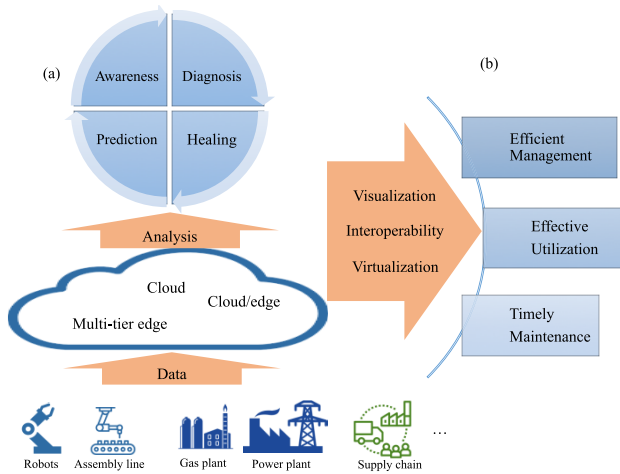 (a)
Awareness
Diagnosis
Prediction
Healing
Analysis
Cloud
Cloud/edge
Multi-tier edge
Data
Robots
Assembly line
Gas plant
Power plant
Supply chain
...
(b)
Visualization
Interoperability
Virtualization
Efficient
Management
Effective
Utilization
Timely
Maintenance